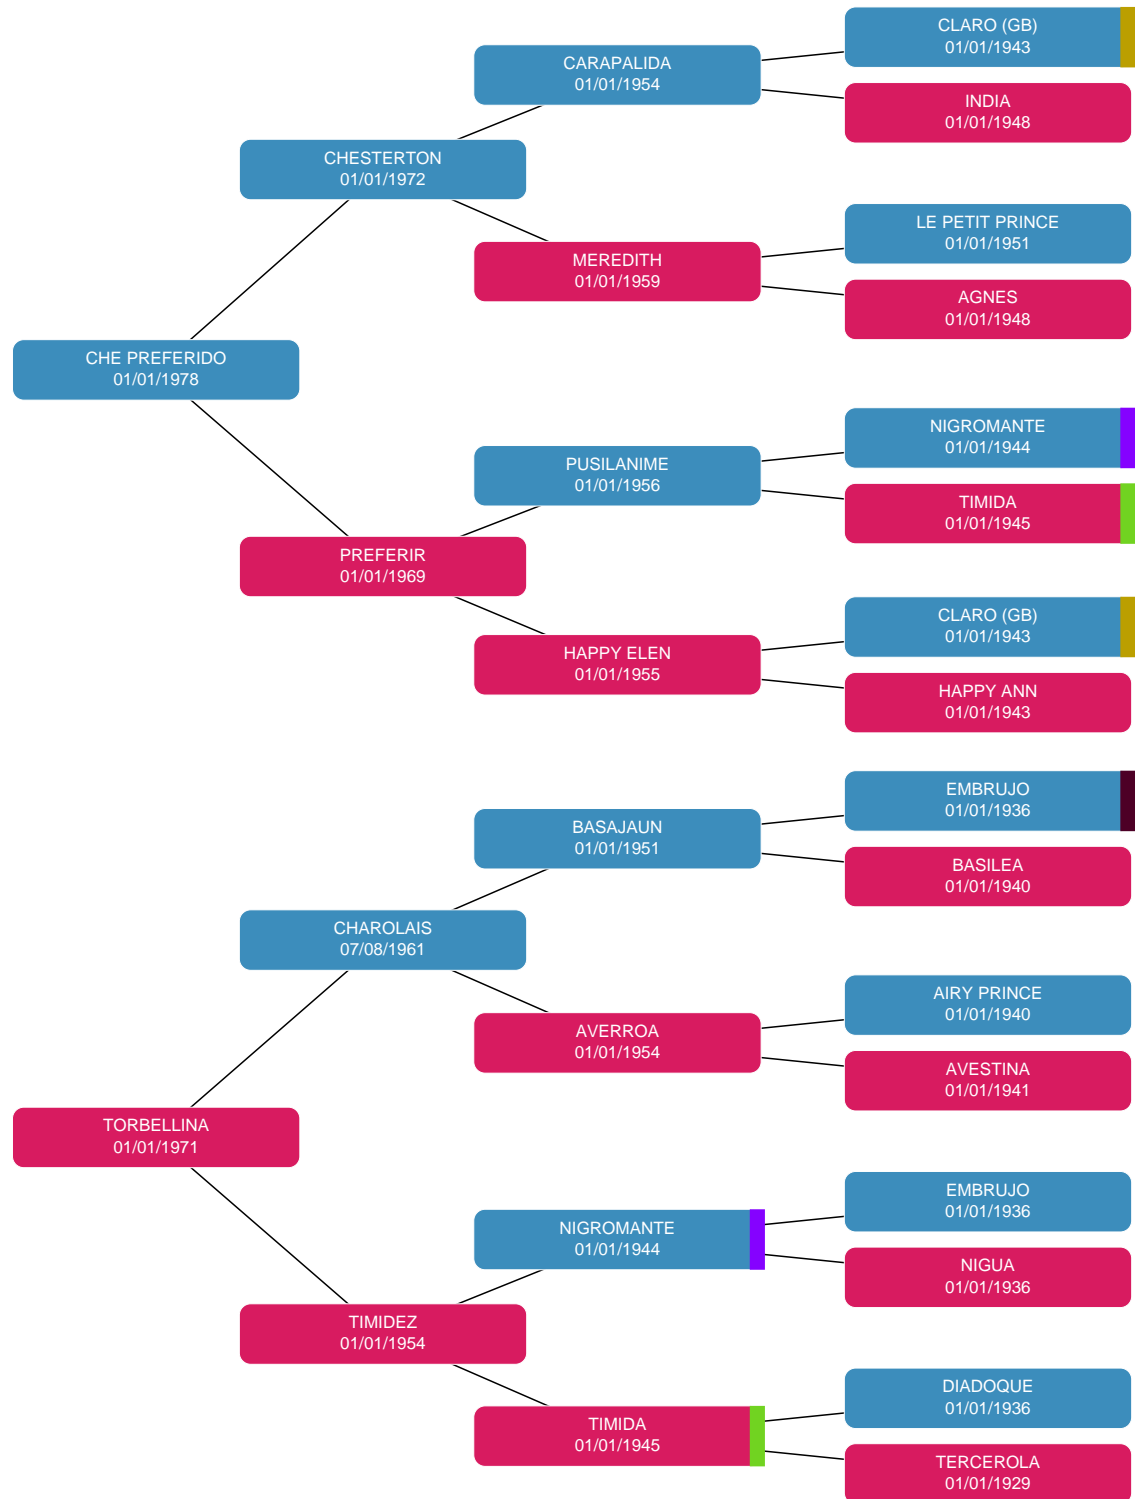 CLARO (GB)
01/01/1943
CARAPALIDA
01/01/1954
INDIA
01/01/1948
CHESTERTON
01/01/1972
LE PETIT PRINCE
01/01/1951
MEREDITH
01/01/1959
AGNES
01/01/1948
CHE PREFERIDO
01/01/1978
NIGROMANTE
01/01/1944
PUSILANIME
01/01/1956
TIMIDA
01/01/1945
PREFERIR
01/01/1969
CLARO (GB)
01/01/1943
HAPPY ELEN
01/01/1955
HAPPY ANN
01/01/1943
EMBRUJO
01/01/1936
BASAJAUN
01/01/1951
BASILEA
01/01/1940
CHAROLAIS
07/08/1961
AIRY PRINCE
01/01/1940
AVERROA
01/01/1954
AVESTINA
01/01/1941
TORBELLINA
01/01/1971
EMBRUJO
01/01/1936
NIGROMANTE
01/01/1944
NIGUA
01/01/1936
TIMIDEZ
01/01/1954
DIADOQUE
01/01/1936
TIMIDA
01/01/1945
TERCEROLA
01/01/1929